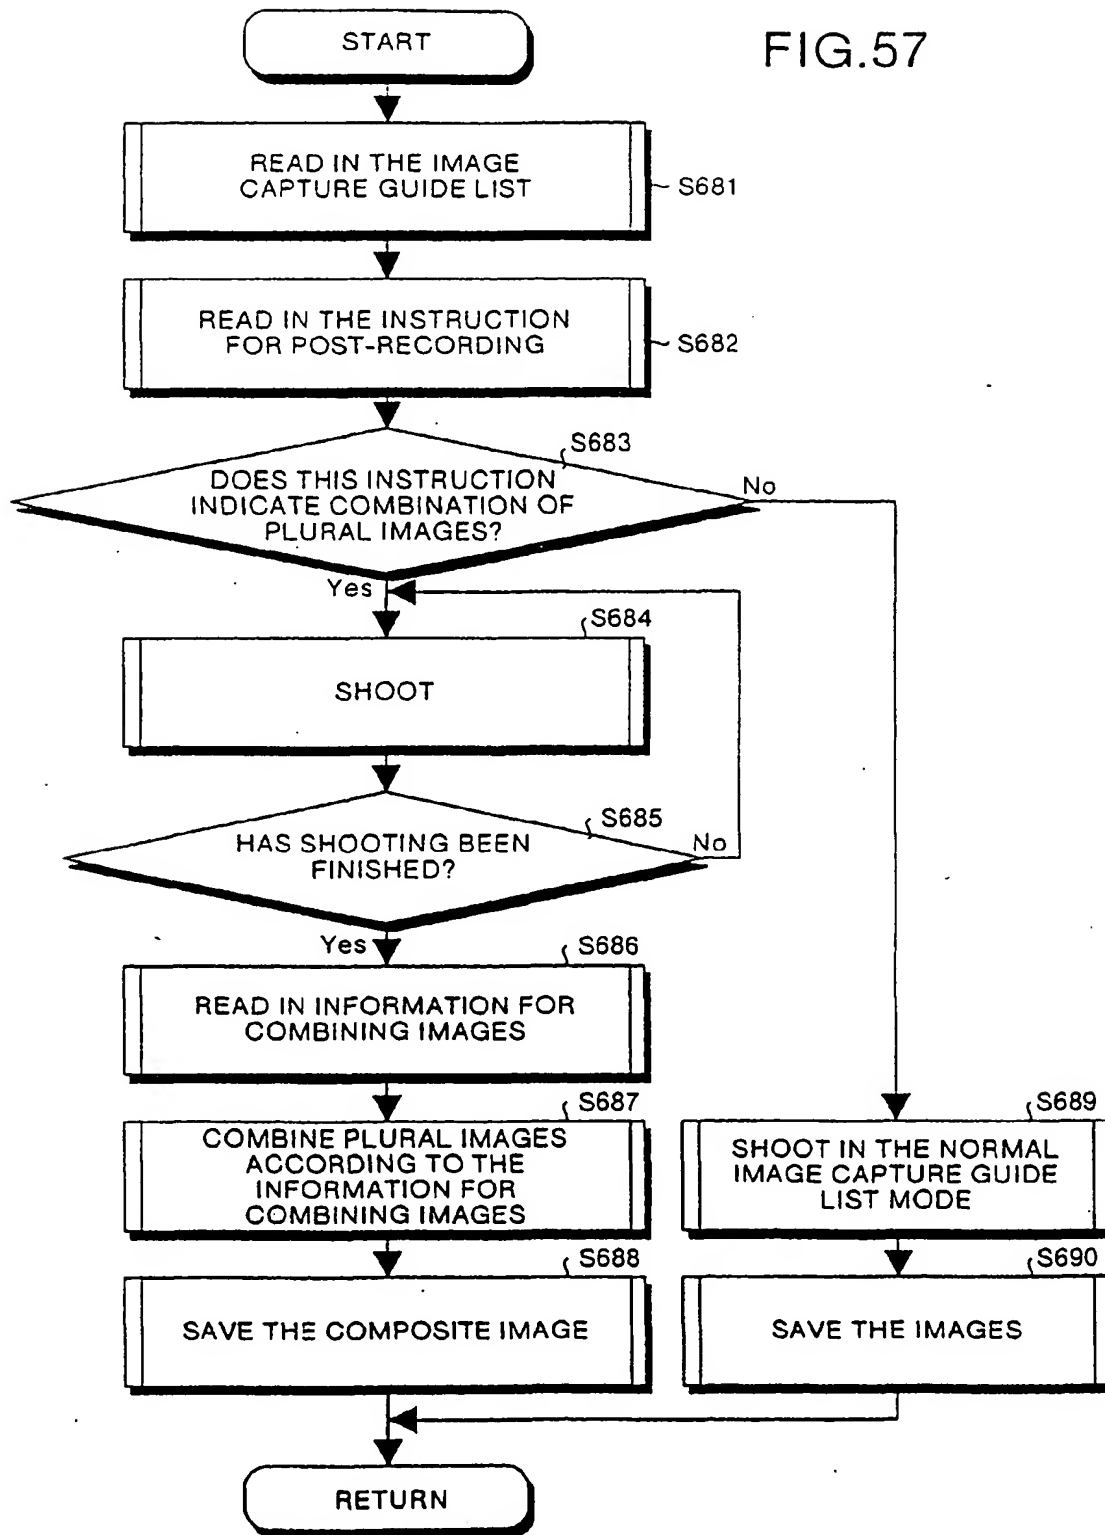 FIG.57
START
READ IN THE IMAGE
CAPTURE GUIDE LIST
S681
READ IN THE INSTRUCTION
FOR POST-RECORDING
S682
S683
DOES THIS INSTRUCTION
INDICATE COMBINATION OF
PLURAL IMAGES?
No
Yes
S684
SHOOT
S685
HAS SHOOTING BEEN
FINISHED?
No
Yes
S686
READ IN INFORMATION FOR
COMBINING IMAGES
S687
COMBINE PLURAL IMAGES
ACCORDING TO THE
INFORMATION FOR
COMBINING IMAGES
S689
SHOOT IN THE NORMAL
IMAGE CAPTURE GUIDE
LIST MODE
S688
SAVE THE COMPOSITE IMAGE
S690
SAVE THE IMAGES
RETURN